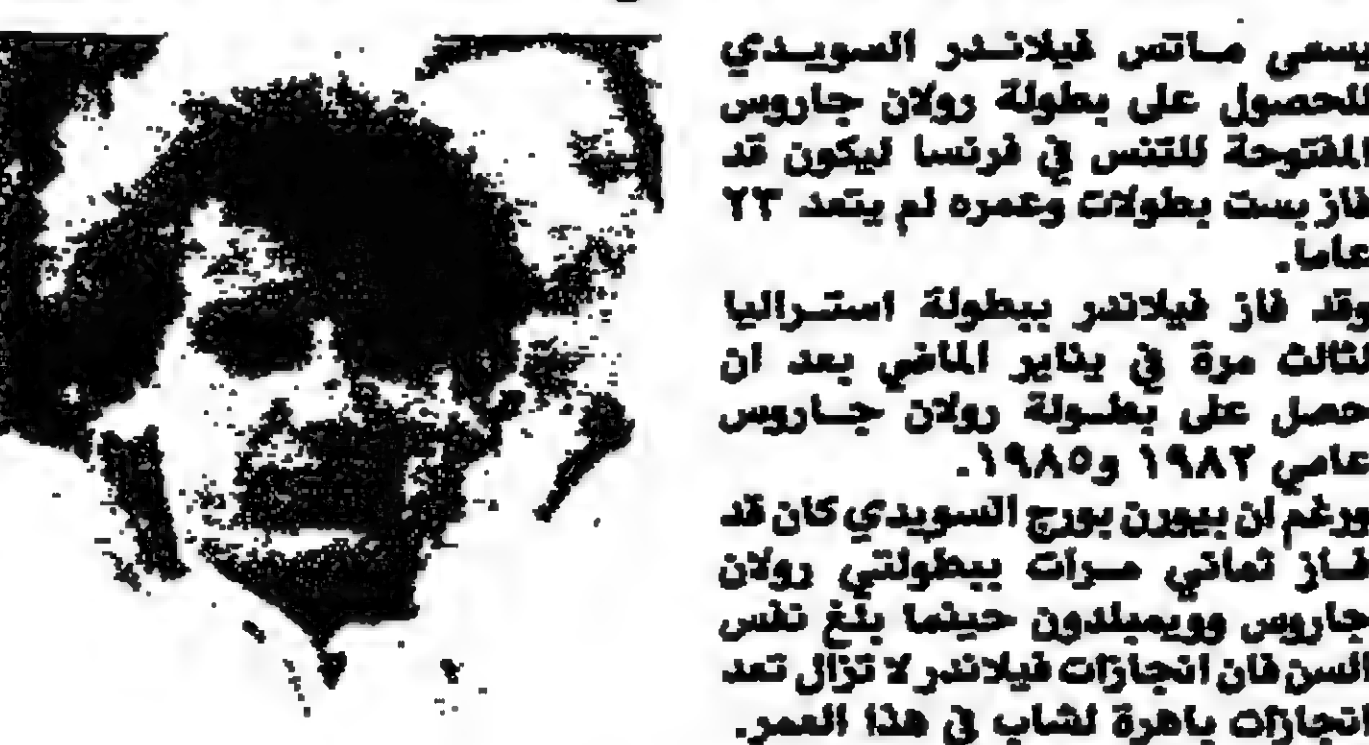 يسعى ماتس فيلاندر السويدي
للحصول على بطولة رولان جاروس
المفتوحة للتنس في فرنسا ليكون قد
فاز بست بطولات وعمره لم يتعد ٢٣
عاما.
وقد فاز فيلاندر ببطولة استراليا
لثالث مرة في يناير الماضي بعد ان
حصل على بطولة رولان جاروس
عامي ١٩٨٢ و١٩٨٥.
ورغم ان بيورن بورج السويدي كان قد
فاز ثماني مرات ببطولتي رولان
جاروس وويمبلدون حينما بلغ نفس
السن فان انجازات فيلاندر لا تزال تعد
انجازات باهرة لشاب في هذا العمر.